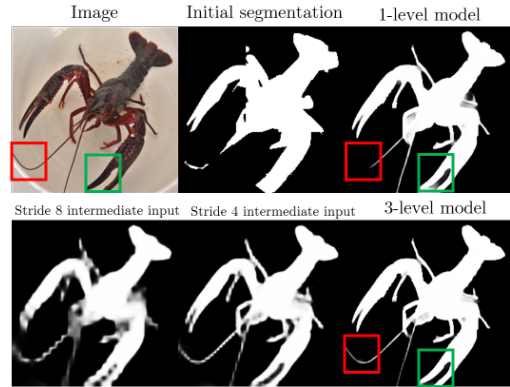 Image
Initial segmentation
1-level model
Stride 8 intermediate input
Stride 4 intermediate input
3-level model